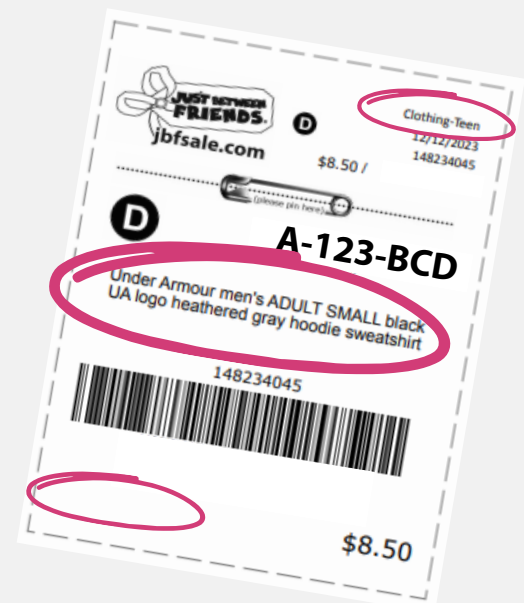 JUST BETWEEN
FRIENDS.
jbfsale.com
D
Clothing-Teen
12/12/2023
148234045
$8.50 /
(please pin here)
D
A-123-BCD
Under Armour men's ADULT SMALL black
UA logo heathered gray hoodie sweatshirt
148234045
$8.50